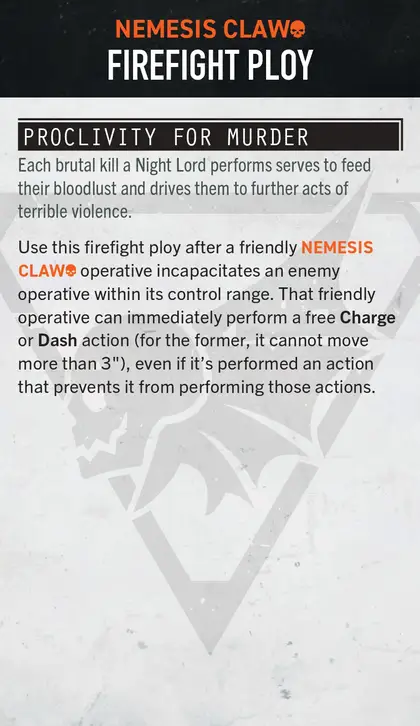 NEMESIS CLAW
FIREFIGHT PLOY
PROCLIVITY FOR MURDER
Each brutal kill a Night Lord performs serves to feed
their bloodlust and drives them to further acts of
terrible violence.
Use this firefight ploy after a friendly NEMESIS
CLAW operative incapacitates an enemy
operative within its control range. That friendly
operative can immediately perform a free Charge
or Dash action (for the former, it cannot move
more than 3"), even if it’s performed an action
that prevents it from performing those actions.